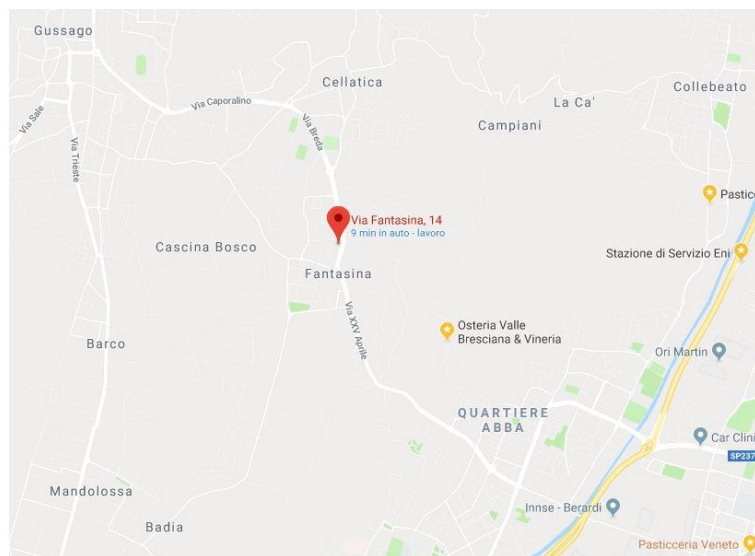 Gussago
Cellatica
Collebeato
La Ca'
Via Caporalino
Via Sale
Via Breda
Campiani
Via Trieste
Pasticc
Via Fantasina, 14
9 min in auto - lavoro
Cascina Bosco
Stazione di Servizio Eni
Fantasina
Via XXV Aprile
Osteria Valle
Bresciana & Vineria
Barco
Ori Martin
QUARTIERE
ABBA
Car Clini
SP237
Mandolossa
Innse - Berardi
Badia
Pasticceria Veneto